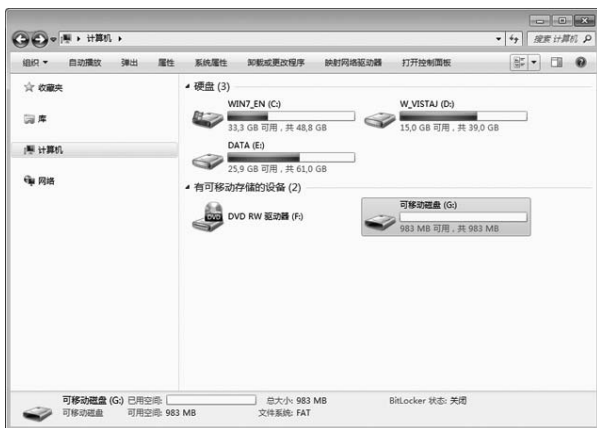 计算机
搜索 计算机
组织 自动播放 弹出 属性 系统属性 卸载或更改程序 映射网络驱动器 打开控制面板
收藏夹
库
计算机
网络
硬盘 (3)
WIN7_EN (C:)
33,3 GB 可用，共 48,8 GB
W_VISTAJ (D:)
15,0 GB 可用，共 39,0 GB
DATA (E:)
25,9 GB 可用，共 61,0 GB
有可移动存储的设备 (2)
DVD
DVD RW 驱动器 (F:)
可移动磁盘 (G:)
983 MB 可用，共 983 MB
可移动磁盘 (G:) 已用空间: 总大小: 983 MB BitLocker 状态: 关闭
可移动磁盘 可用空间: 983 MB 文件系统: FAT